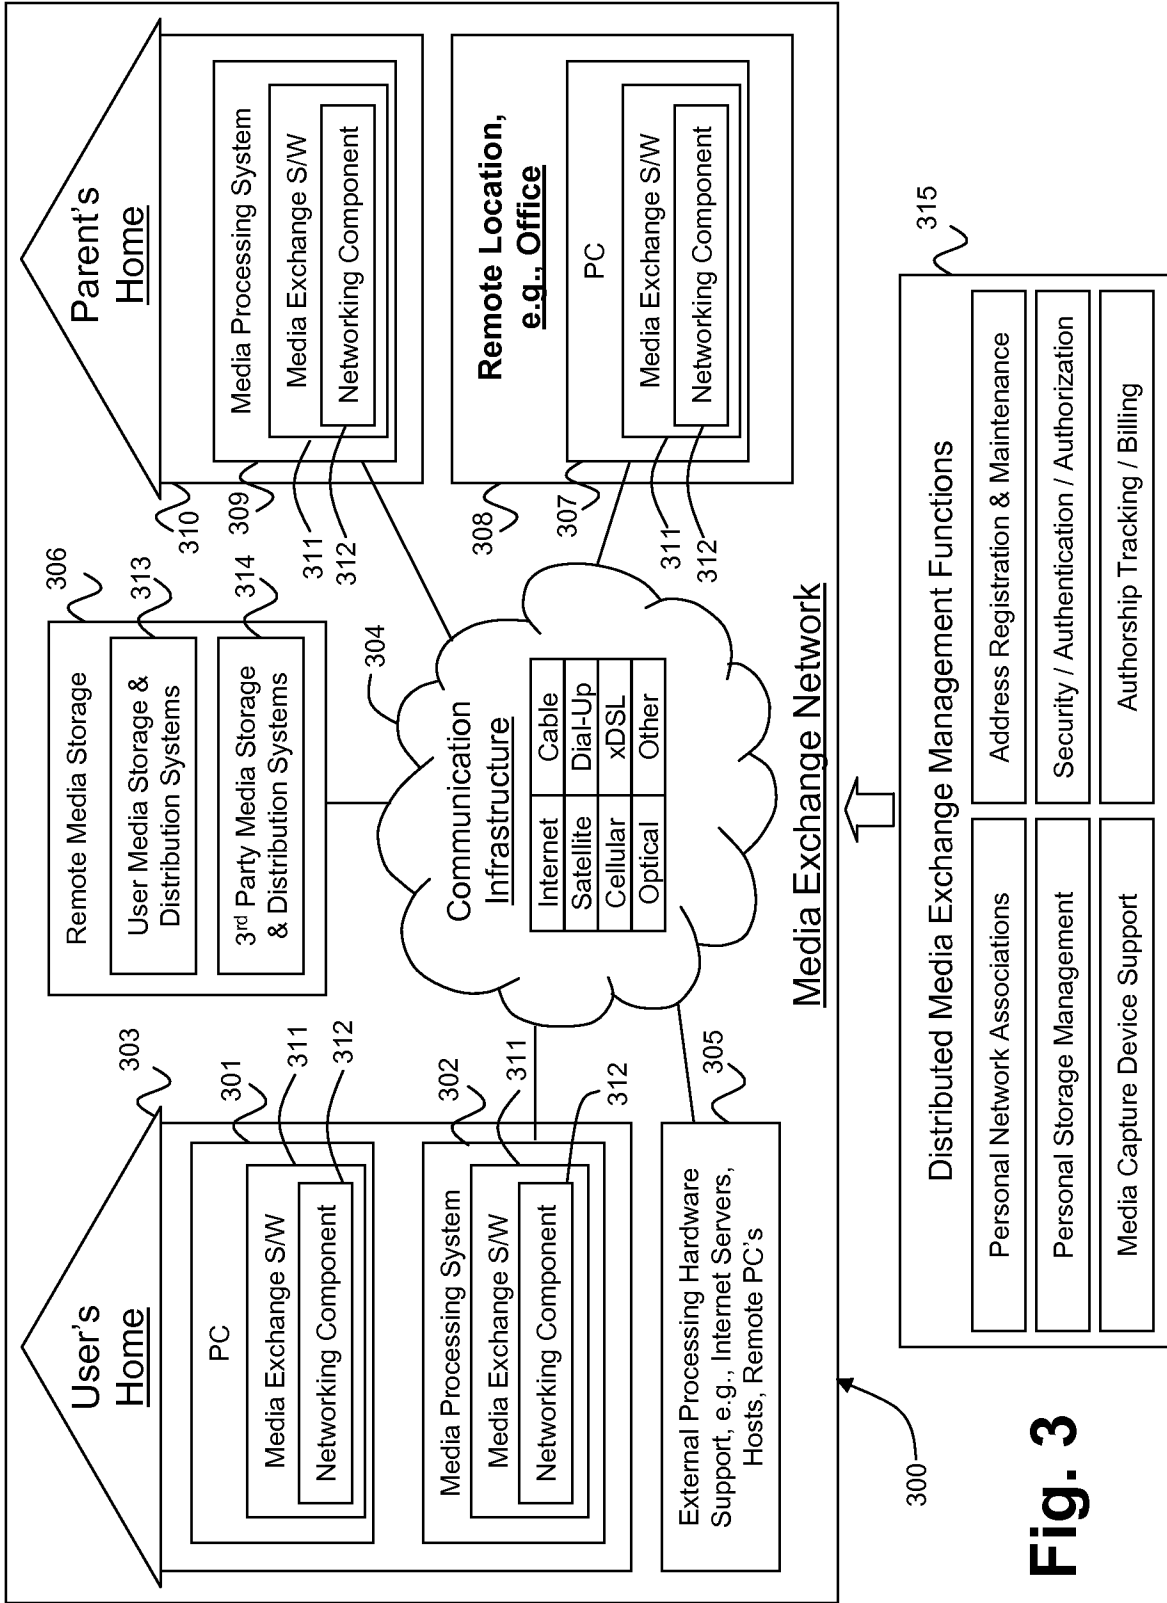 User's
Home
303
PC
301
Media Exchange S/W
311
Networking Component
312
Media Processing System
302
Media Exchange S/W
311
Networking Component
312
External Processing Hardware
Support, e.g., Internet Servers,
Hosts, Remote PC's
305
Remote Media Storage
306
User Media Storage &
Distribution Systems
313
3rd Party Media Storage
& Distribution Systems
314
304
Communication
Infrastructure
Internet Cable
Satellite Dial-Up
Cellular xDSL
Optical Other
Media Exchange Network
Parent's
Home
310
Media Processing System
309
Media Exchange S/W
311
Networking Component
312
Remote Location,
e.g., Office
308
PC
307
Media Exchange S/W
311
Networking Component
312
300
Distributed Media Exchange Management Functions
315
Personal Network Associations
Address Registration & Maintenance
Personal Storage Management
Security / Authentication / Authorization
Media Capture Device Support
Authorship Tracking / Billing
Fig. 3